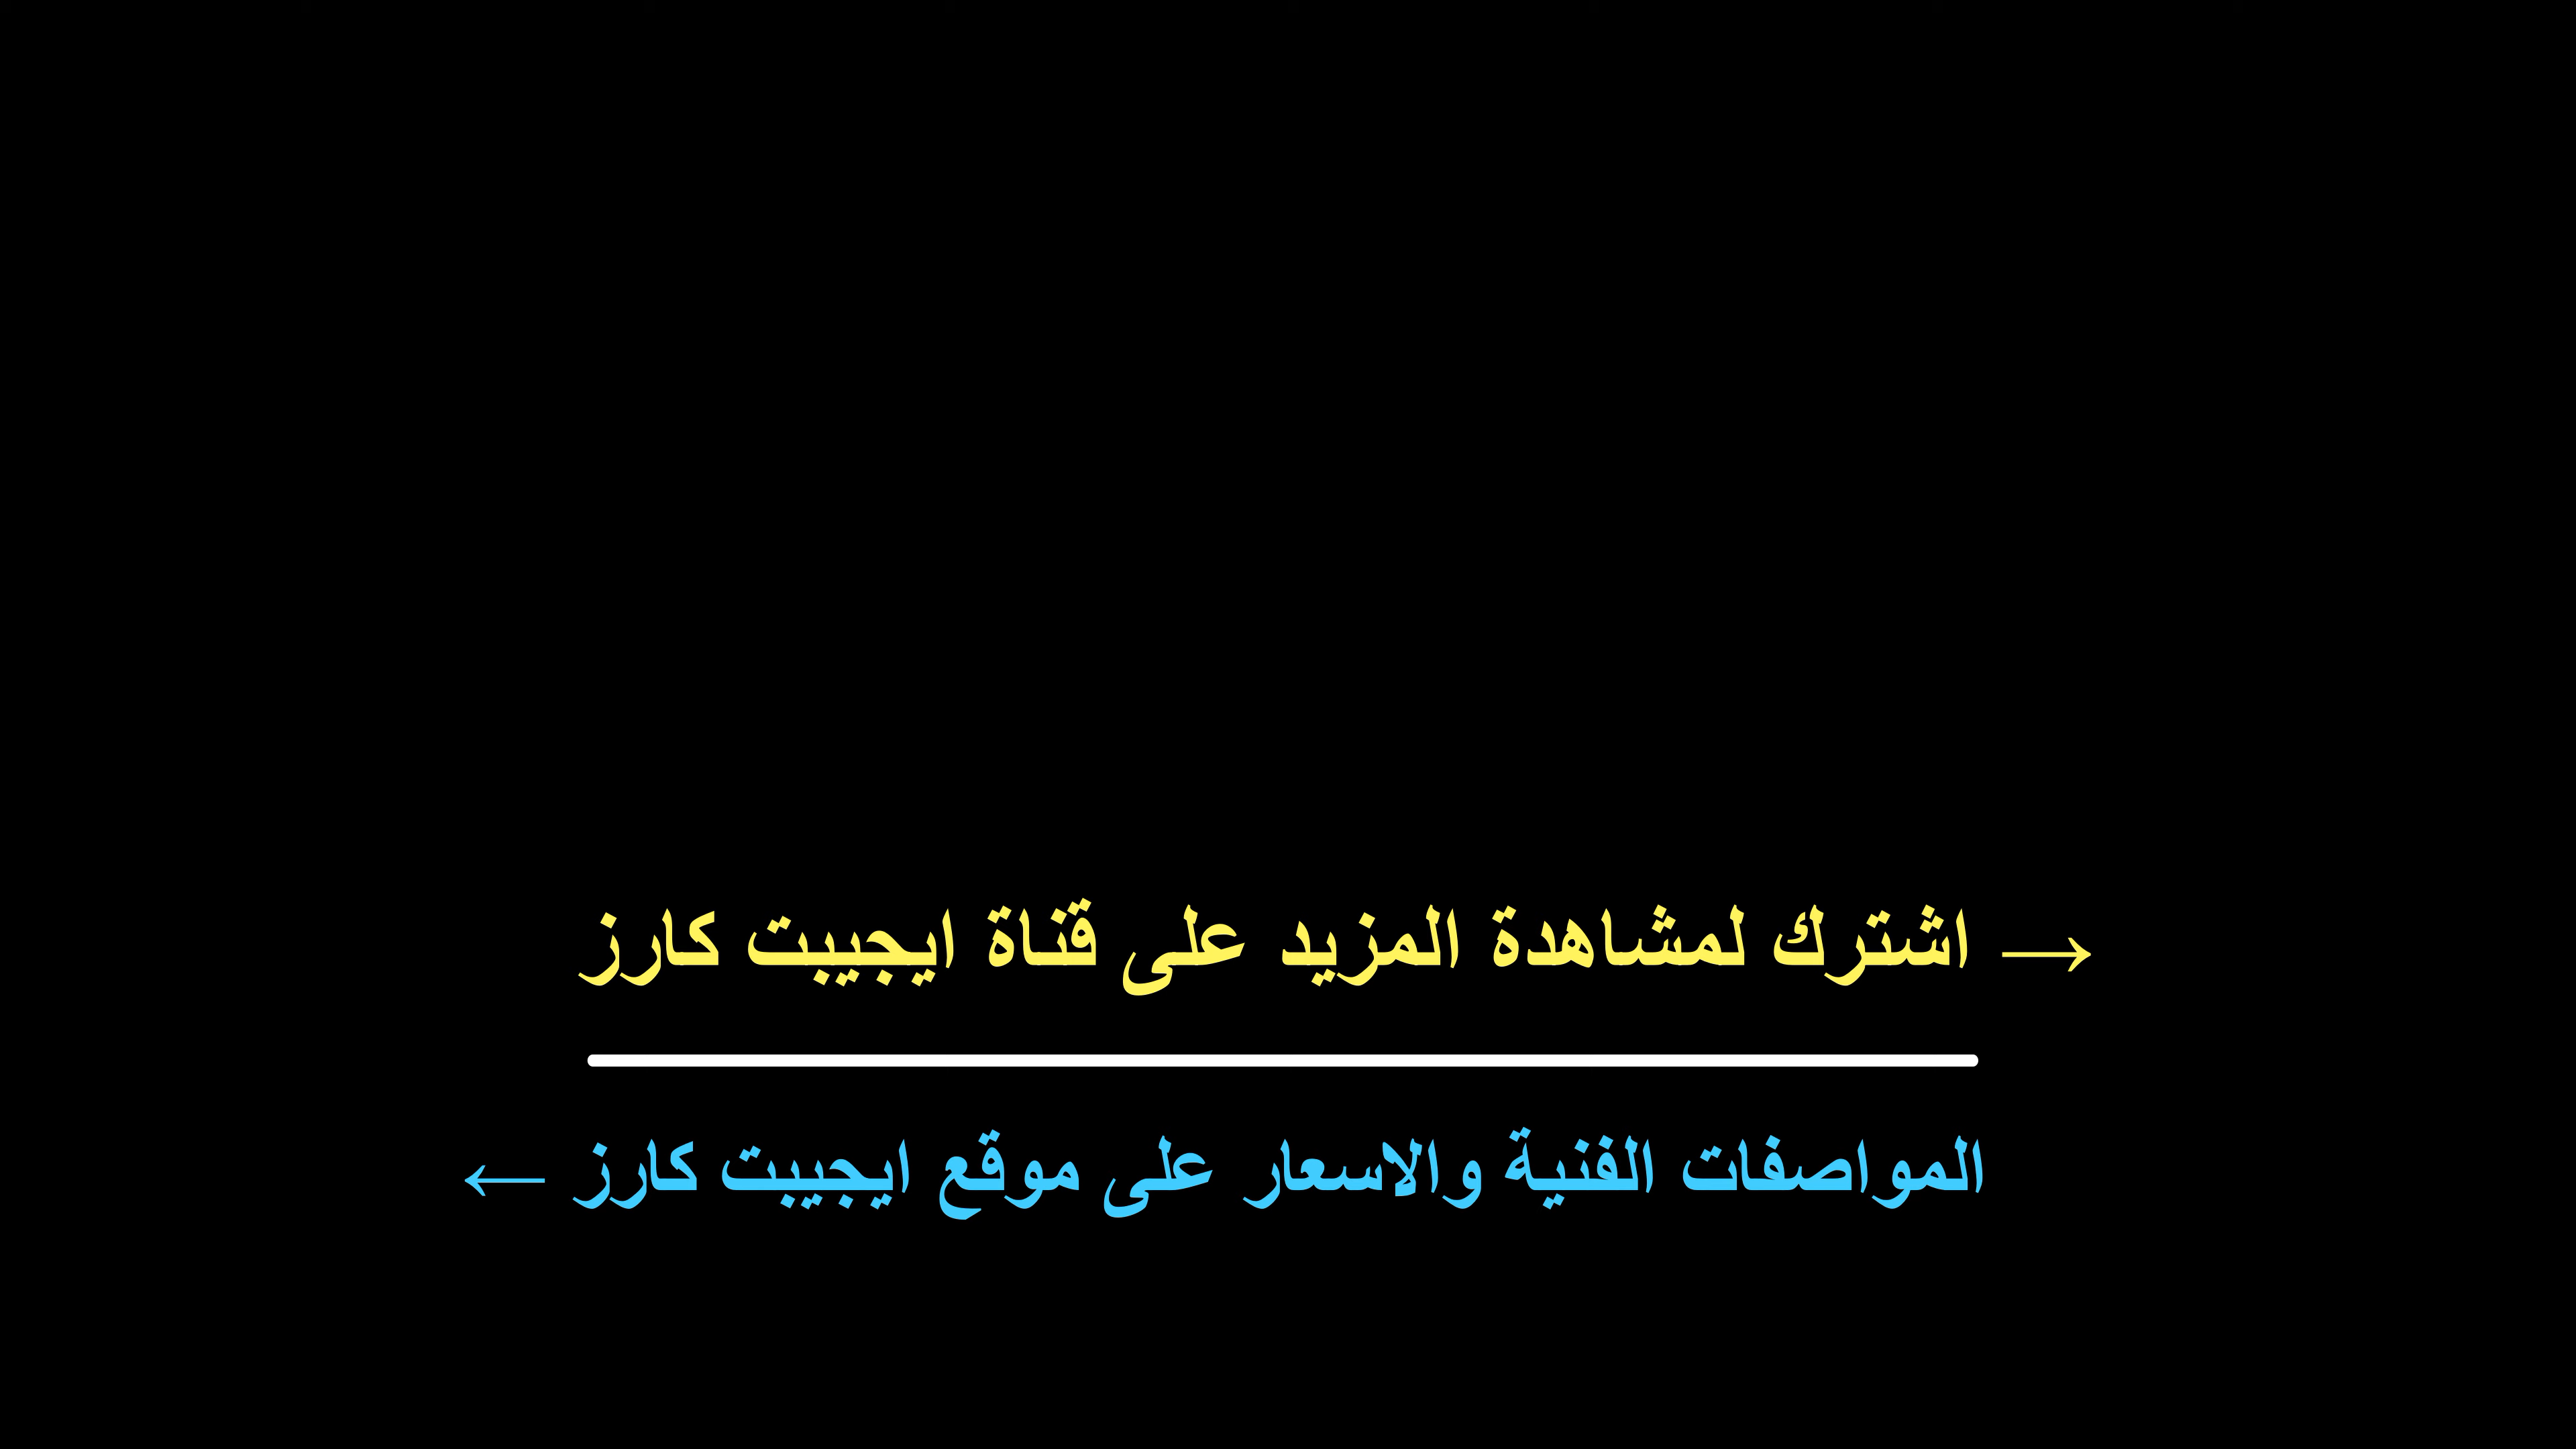 → اشترك لمشاهدة المزيد على قناة ايجيبت كارز
المواصفات الفنية والاسعار على موقع ايجيبت كارز ←